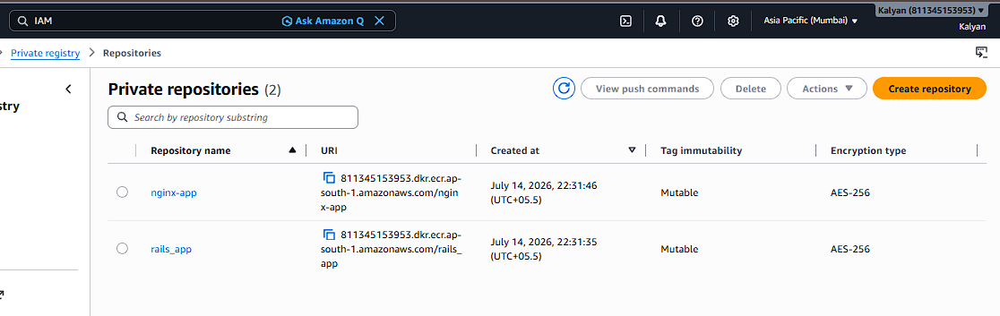 IAM
Ask Amazon Q
Asia Pacific (Mumbai)
Kalyan (811345153953)
Kalyan
Private registry
Repositories
stry
Private repositories (2)
View push commands
Delete
Actions
Create repository
Search by repository substring
Repository name
URI
Created at
Tag immutability
Encryption type
nginx-app
811345153953.dkr.ecr.ap-
south-1.amazonaws.com/ngin
x-app
July 14, 2026, 22:31:46
(UTC+05.5)
Mutable
AES-256
rails_app
811345153953.dkr.ecr.ap-
south-1.amazonaws.com/rails_
app
July 14, 2026, 22:31:35
(UTC+05.5)
Mutable
AES-256